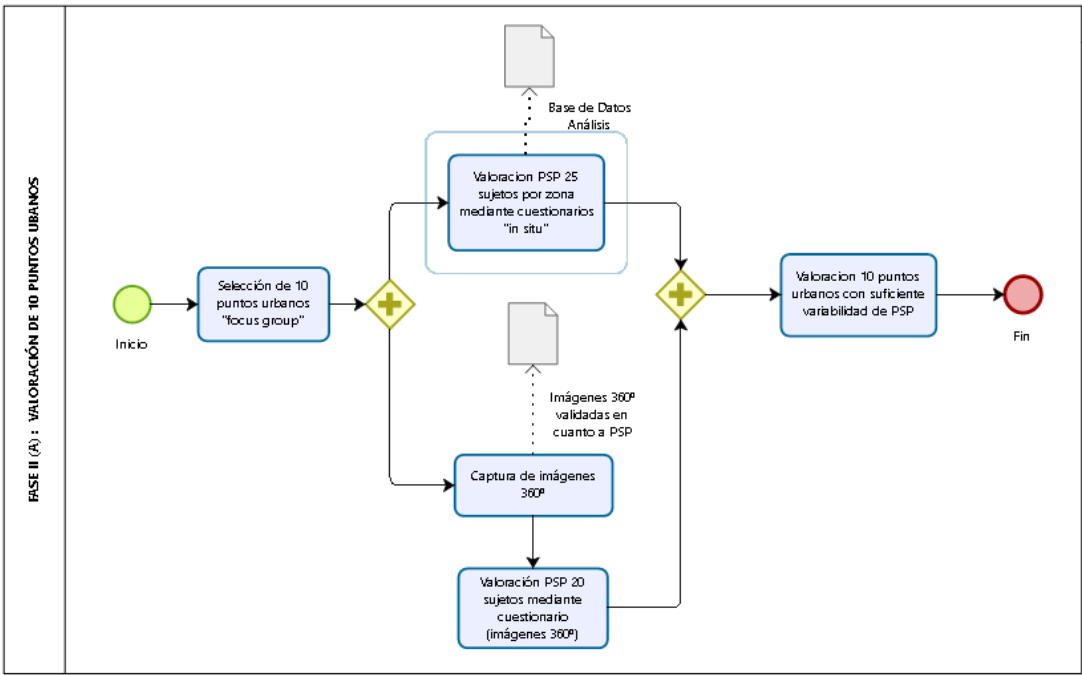 FASE II (A) : VALORACIÓN DE 10 PUNTOS UBANOS
Inicio
Selección de 10
puntos urbanos
"focus group"
Base de Datos
Análisis
Valoracion PSP 25
sujetos por zona
mediante cuestionarios
"in situ"
Imágenes 360º
validadas en
cuanto a PSP
Captura de imágenes
360º
Valoración PSP 20
sujetos mediante
cuestionario
(imágenes 360º)
Valoracion 10 puntos
urbanos con suficiente
variabilidad de PSP
Fin